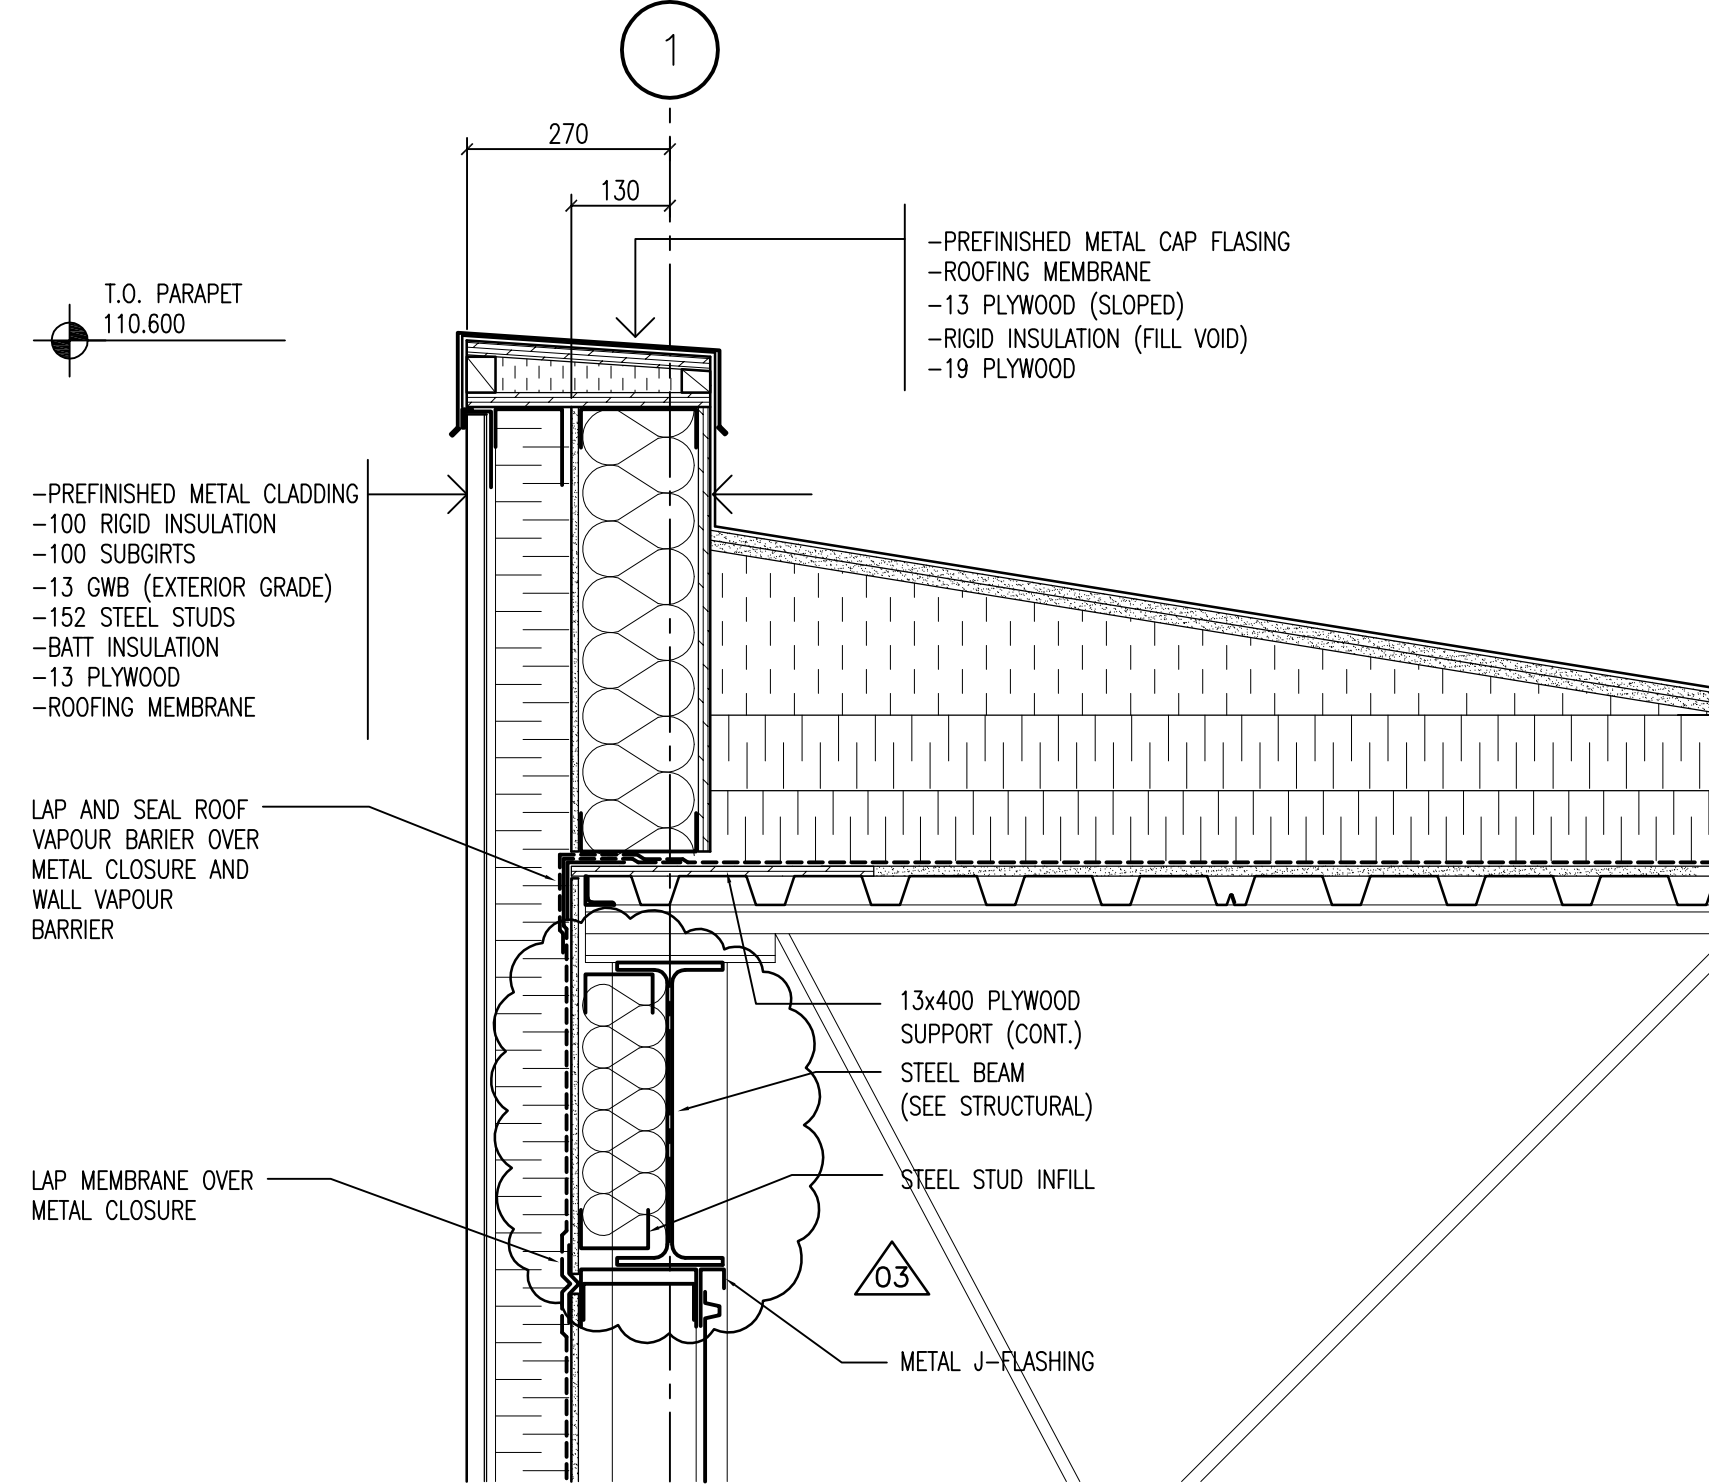 1
270
130
-PREFINISHED METAL CAP FLASING
-ROOFING MEMBRANE
-13 PLYWOOD (SLOPED)
-RIGID INSULATION (FILL VOID)
-19 PLYWOOD
T.O. PARAPET
110.600
-PREFINISHED METAL CLADDING
-100 RIGID INSULATION
-100 SUBGIRTS
-13 GWB (EXTERIOR GRADE)
-152 STEEL STUDS
-BATT INSULATION
-13 PLYWOOD
-ROOFING MEMBRANE
LAP AND SEAL ROOF
VAPOUR BARIER OVER
METAL CLOSURE AND
WALL VAPOUR
BARRIER
13x400 PLYWOOD
SUPPORT (CONT.)
STEEL BEAM
(SEE STRUCTURAL)
STEEL STUD INFILL
LAP MEMBRANE OVER
METAL CLOSURE
03
METAL J-FLASHING